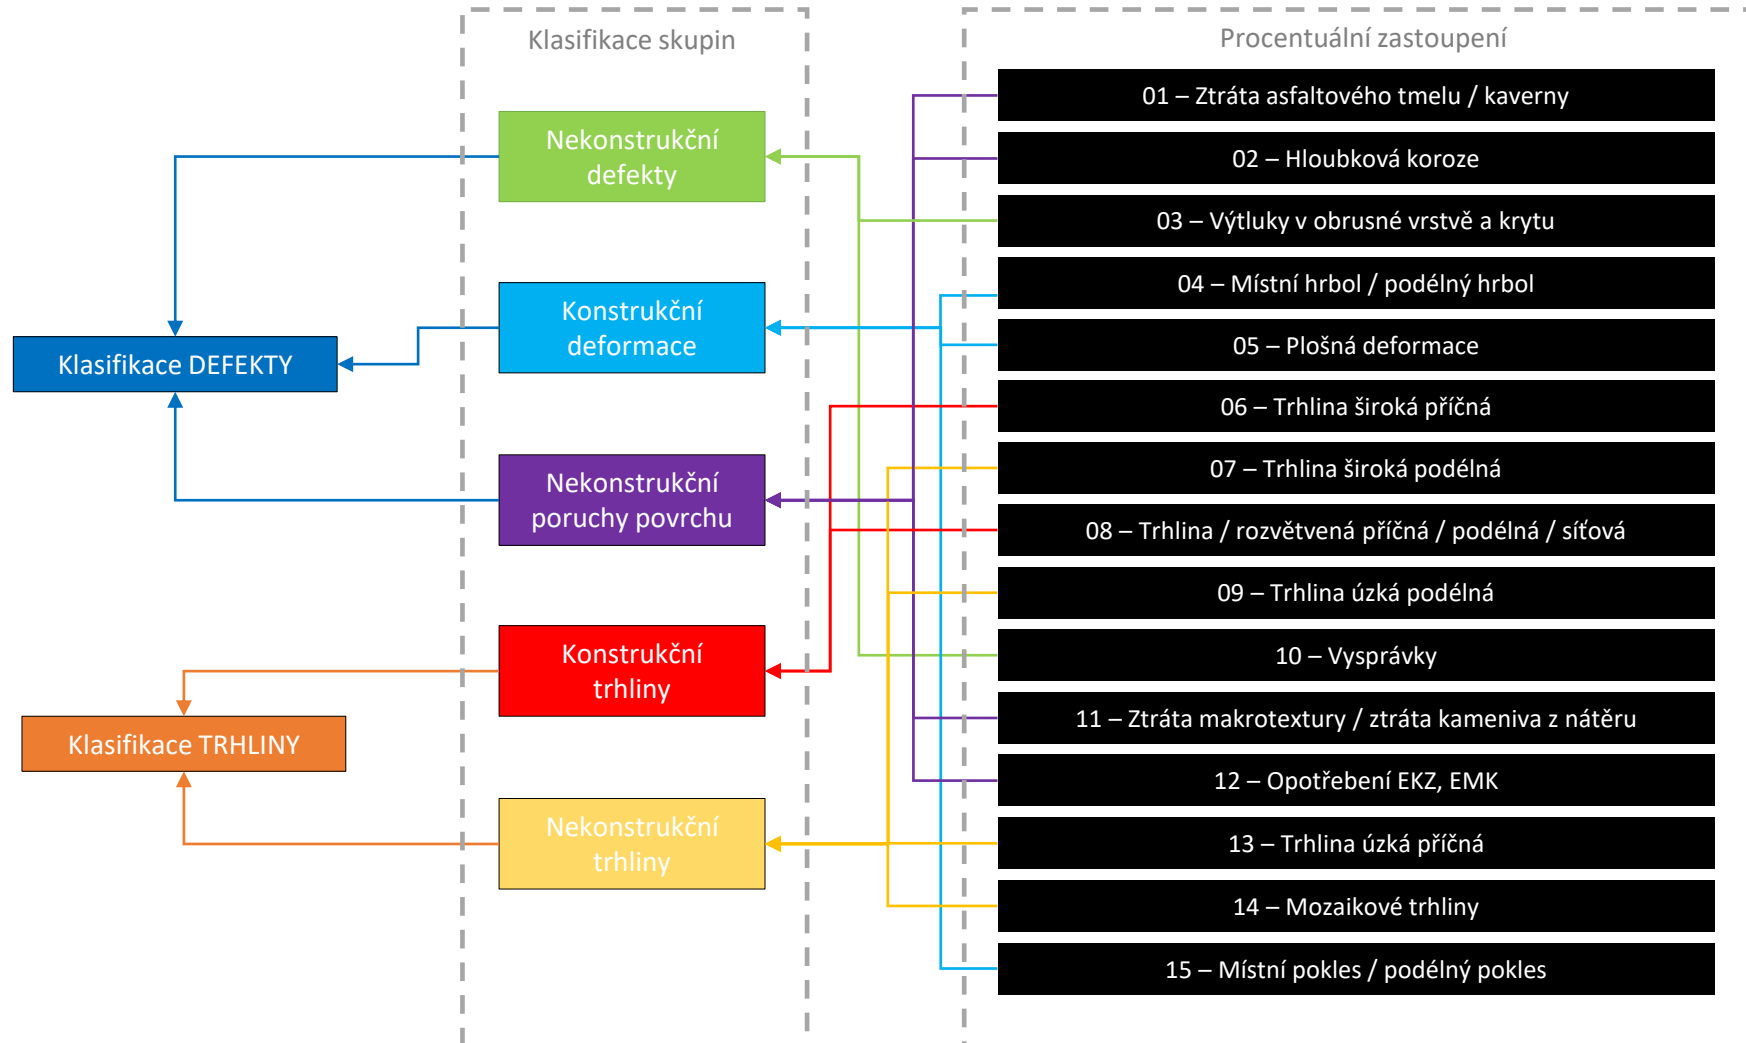 Klasifikace skupin
Procentuální zastoupení
Nekonstrukční
defekty
Konstrukční
deformace
Klasifikace DEFEKTY
Nekonstrukční
poruchy povrchu
Konstrukční
trhliny
Klasifikace TRHLINY
Nekonstrukční
trhliny
01 – Ztráta asfaltového tmelu / kaverny
02 – Hloubková koroze
03 – Výtluky v obrusné vrstvě a krytu
04 – Místní hrbol / podélný hrbol
05 – Plošná deformace
06 – Trhlina široká příčná
07 – Trhlina široká podélná
08 – Trhlina / rozvětvená příčná / podélná / síťová
09 – Trhlina úzká podélná
10 – Vysprávky
11 – Ztráta makrotextury / ztráta kameniva z nátěru
12 – Opotřebení EKZ, EMK
13 – Trhlina úzká příčná
14 – Mozaikové trhliny
15 – Místní pokles / podélný pokles